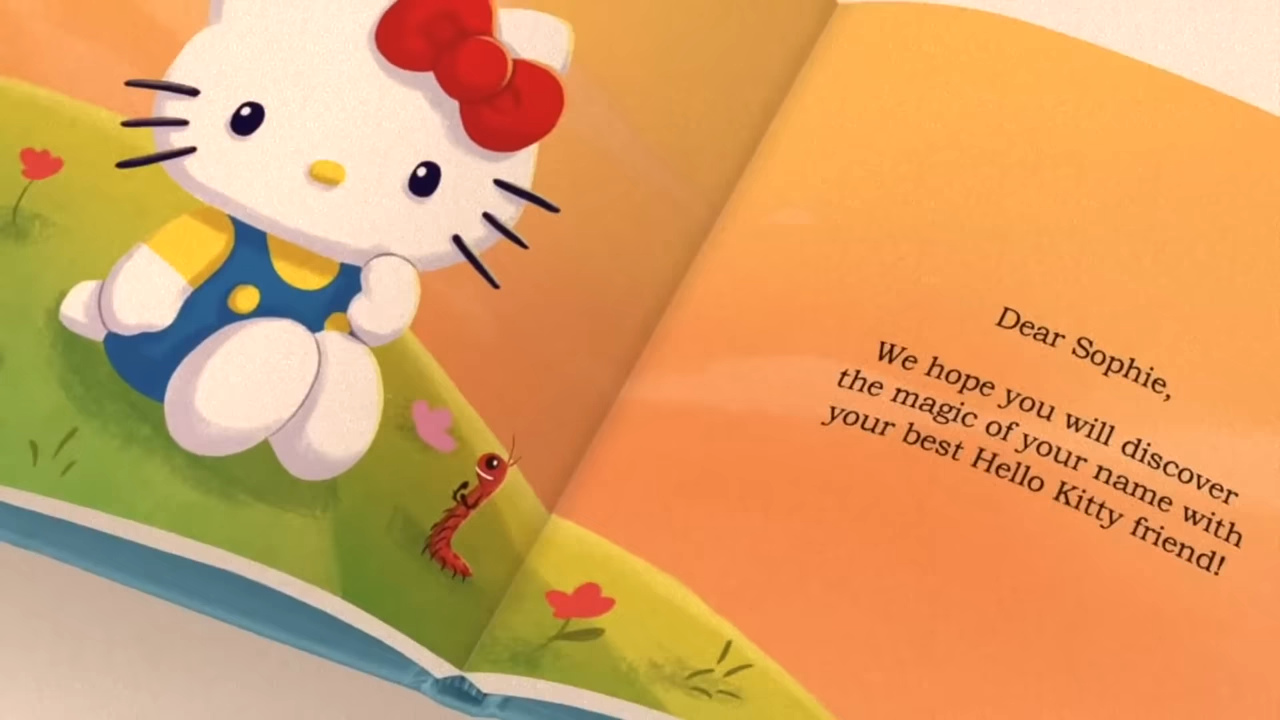 Dear Sophie,
We hope you will discover
the magic of your name with
your best Hello Kitty friend!